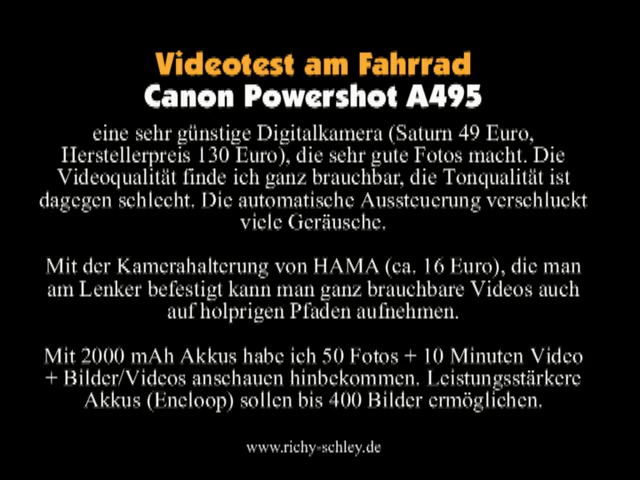 Videotest am Fahrrad
Canon Powershot A495
eine sehr günstige Digitalkamera (Saturn 49 Euro,
Herstellerpreis 130 Euro), die sehr gute Fotos macht. Die
Videoqualität finde ich ganz brauchbar, die Tonqualität ist
dagegen schlecht. Die automatische Aussteuerung verschluckt
viele Geräusche.
Mit der Kamerahalterung von HAMA (ca. 16 Euro), die man
am Lenker befestigt kann man ganz brauchbare Videos auch
auf holprigen Pfaden aufnehmen.
Mit 2000 mAh Akkus habe ich 50 Fotos + 10 Minuten Video
+ Bilder/Videos anschauen hinbekommen. Leistungsstärkere
Akkus (Eneloop) sollen bis 400 Bilder ermöglichen.
www.richy-schley.de